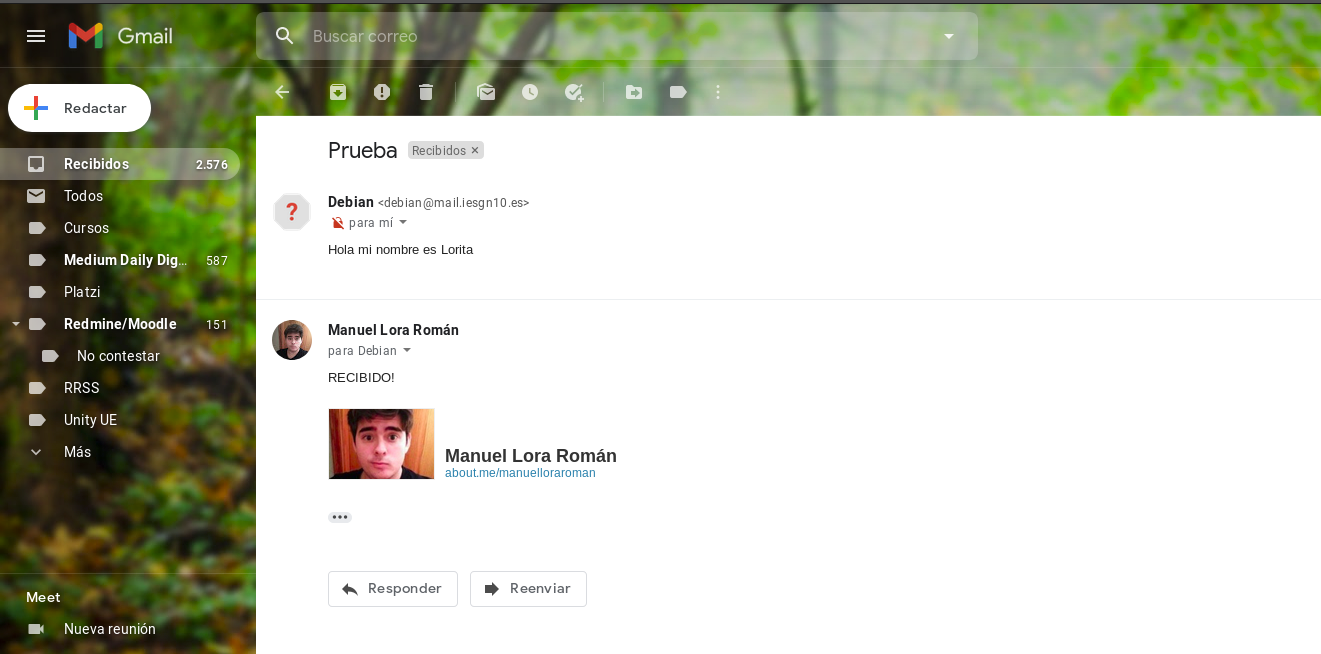 Gmail
Buscar correo
Redactar
Recibidos 2.576
Todos
Cursos
Medium Daily Dig... 587
Platzi
Redmine/Moodle 151
No contestar
RRSS
Unity UE
Más
Meet
Nueva reunión
Prueba Recibidos ×
Debian <debian@mail.iesgn10.es>
para mí
Hola mi nombre es Lorita
Manuel Lora Román
para Debian
RECIBIDO!
Manuel Lora Román
about.me/manuelloraroman
Responder Reenviar